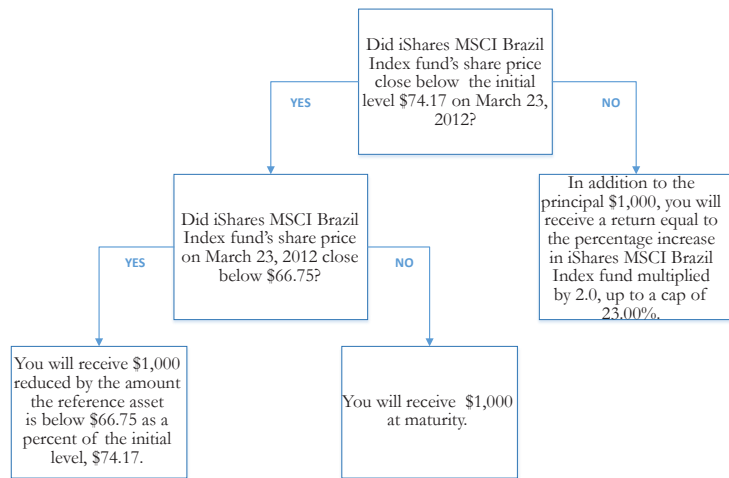 Did iShares MSCI Brazil
Index fund's share price
close below the initial
level $74.17 on March 23,
2012?
YES
NO
Did iShares MSCI Brazil
Index fund's share price
on March 23, 2012 close
below $66.75?
In addition to the
principal $1,000, you will
receive a return equal to
the percentage increase
in iShares MSCI Brazil
Index fund multiplied
by 2.0, up to a cap of
23.00%.
YES
NO
You will receive $1,000
reduced by the amount
the reference asset
is below $66.75 as a
percent of the initial
level, $74.17.
You will receive $1,000
at maturity.